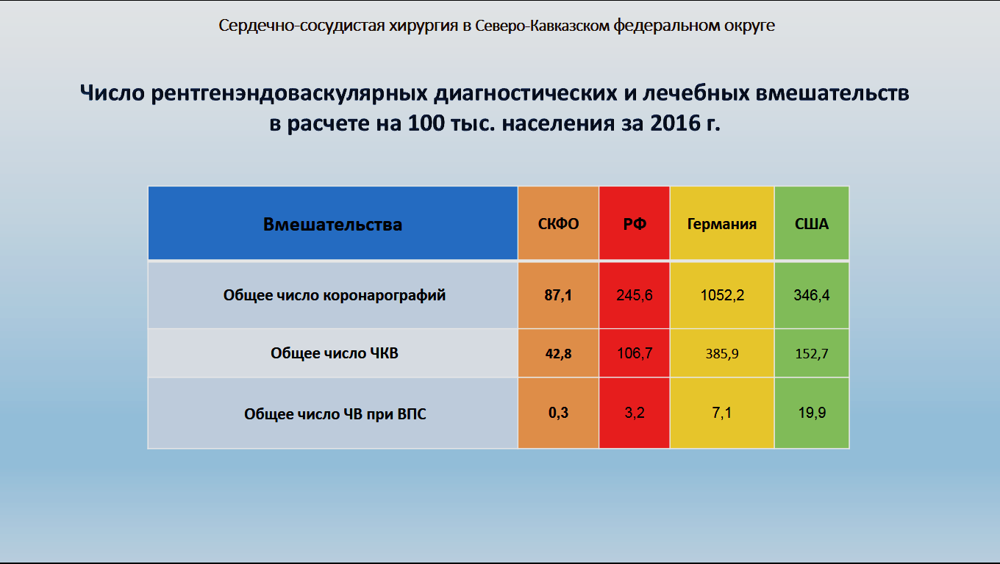 Сердечно-сосудистая хирургия в Северо-Кавказском федеральном округе
Число рентгенэндоваскулярных диагностических и лечебных вмешательств
в расчете на 100 тыс. населения за 2016 г.
Вмешательства СКФО РФ Германия США
Общее число коронарографий 87,1 245,6 1052,2 346,4
Общее число ЧКВ 42,8 106,7 385,9 152,7
Общее число ЧВ при ВПС 0,3 3,2 7,1 19,9